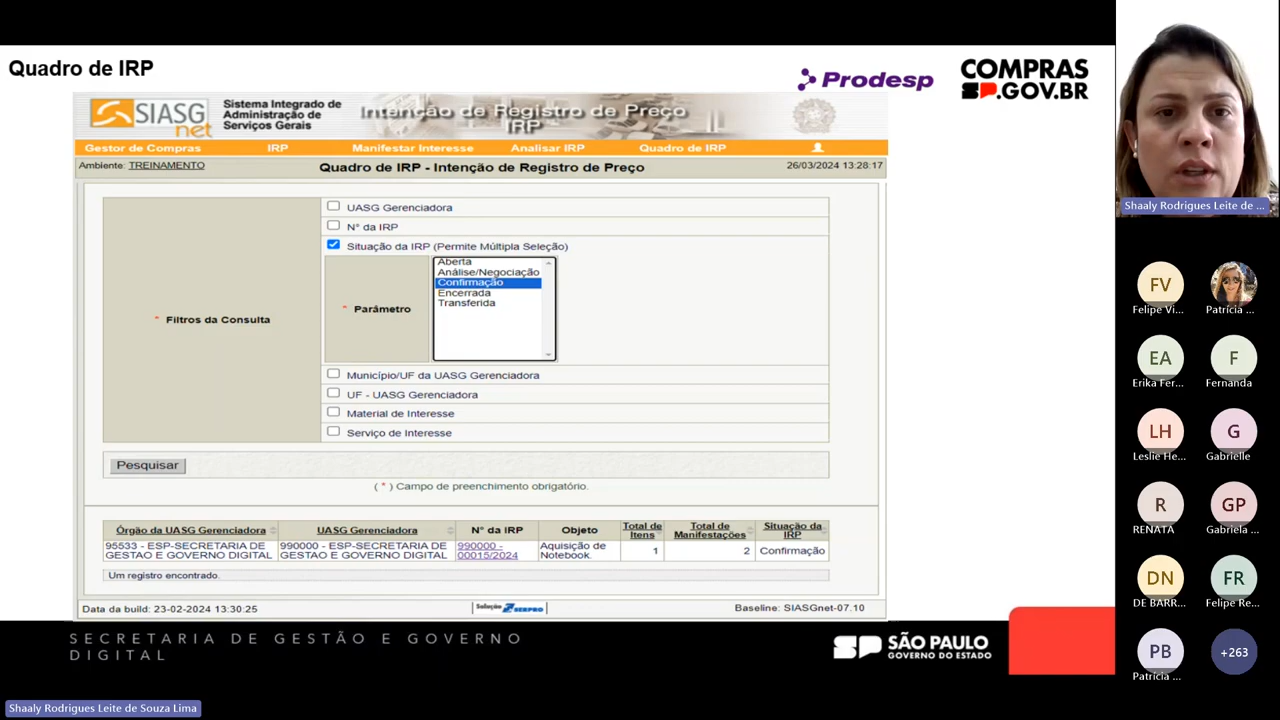 Quadro de IRP
Prodesp
COMPRAS
SP.GOV.BR
SIASG
net
Sistema Integrado de
Administração de
Serviços Gerais
Intenção de Registro de Preço
IRP
Gestor de Compras IRP Manifestar Interesse Analisar IRP Quadro de IRP
Ambiente: TREINAMENTO
Quadro de IRP - Intenção de Registro de Preço
26/03/2024 13:28:17
* Filtros da Consulta
UASG Gerenciadora
N° da IRP
Situação da IRP (Permite Múltipla Seleção)
* Parâmetro
Aberta
Análise/Negociação
Confirmação
Encerrada
Transferida
Município/UF da UASG Gerenciadora
UF - UASG Gerenciadora
Material de Interesse
Serviço de Interesse
Pesquisar
( * ) Campo de preenchimento obrigatório.
Órgão da UASG Gerenciadora UASG Gerenciadora N° da IRP Objeto Total de Itens Total de Manifestações Situação da IRP
95533 - ESP-SECRETARIA DE GESTAO E GOVERNO DIGITAL 990000 - ESP-SECRETARIA DE GESTAO E GOVERNO DIGITAL 990000 - 00015/2024 Aquisição de Notebook. 1 2 Confirmação
Um registro encontrado.
Data da build: 23-02-2024 13:30:25
Solução SERPRO
Baseline: SIASGnet-07.10
SECRETARIA DE GESTÃO E GOVERNO
DIGITAL
SP SÃO PAULO
GOVERNO DO ESTADO
Shaaly Rodrigues Leite de Souza Lima
Shaaly Rodrigues Leite de ...
FV
Felipe Vi...
Patrícia ...
EA
Erika Fer...
F
Fernanda
LH
Leslie He...
G
Gabrielle
R
RENATA
GP
Gabriela ...
DN
DE BARR...
FR
Felipe Re...
PB
Patrícia ...
+263